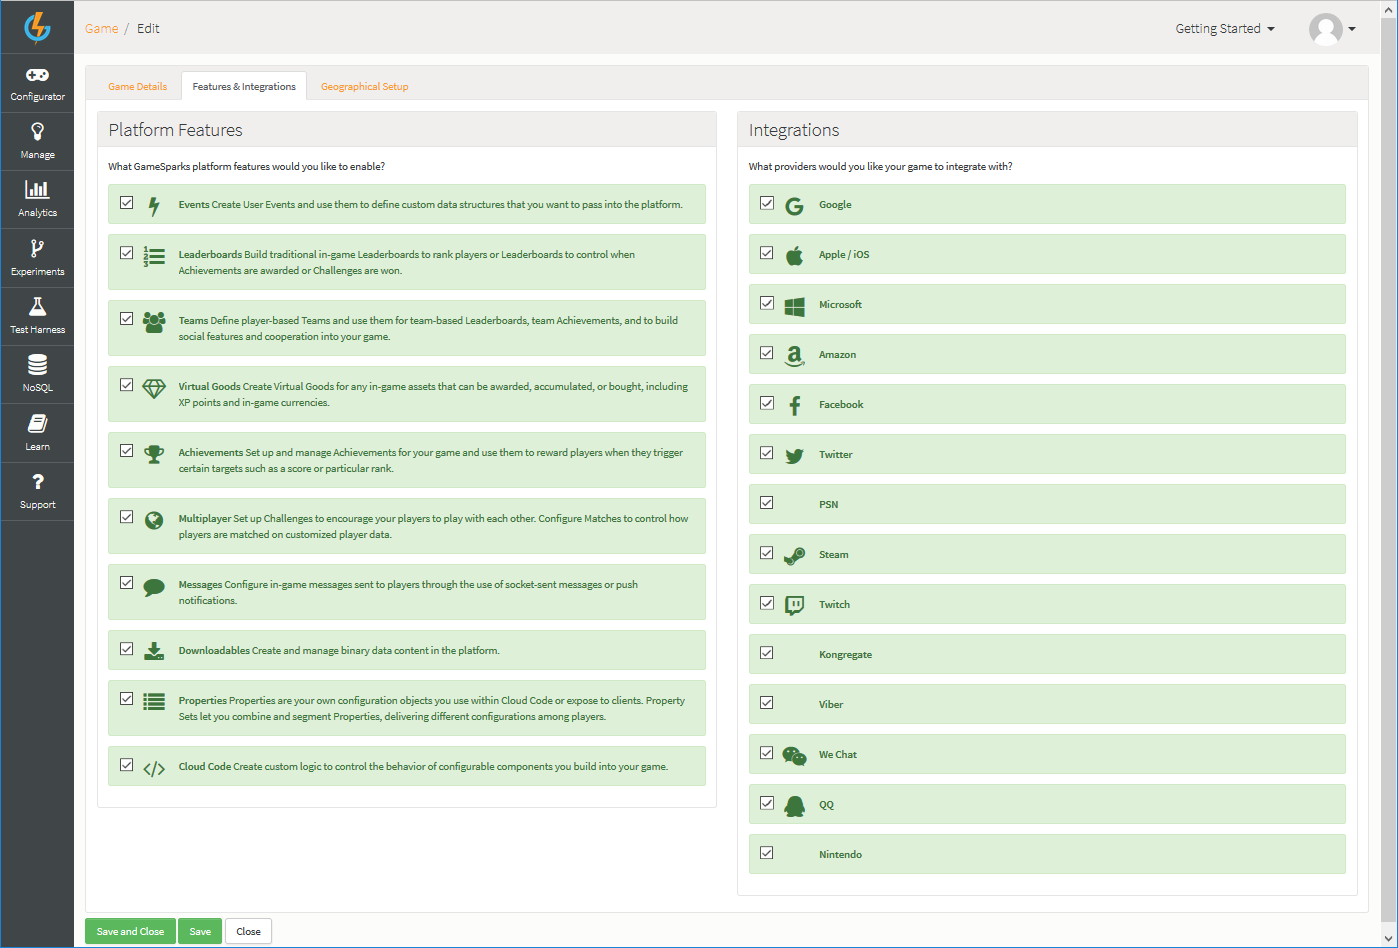 Game / Edit
Getting Started
Configurator
Manage
Analytics
Experiments
Test Harness
NoSQL
Learn
Support
Game Details
Features & Integrations
Geographical Setup
Platform Features
What GameSparks platform features would you like to enable?
Events Create User Events and use them to define custom data structures that you want to pass into the platform.
Leaderboards Build traditional in-game Leaderboards to rank players or Leaderboards to control when
Achievements are awarded or Challenges are won.
Teams Define player-based Teams and use them for team-based Leaderboards, team Achievements, and to build
social features and cooperation into your game.
Virtual Goods Create Virtual Goods for any in-game assets that can be awarded, accumulated, or bought, including
XP points and in-game currencies.
Achievements Set up and manage Achievements for your game and use them to reward players when they trigger
certain targets such as a score or particular rank.
Multiplayer Set up Challenges to encourage your players to play with each other. Configure Matches to control how
players are matched on customized player data.
Messages Configure in-game messages sent to players through the use of socket-sent messages or push
notifications.
Downloadables Create and manage binary data content in the platform.
Properties Properties are your own configuration objects you use within Cloud Code or expose to clients. Property
Sets let you combine and segment Properties, delivering different configurations among players.
Cloud Code Create custom logic to control the behavior of configurable components you build into your game.
Integrations
What providers would you like your game to integrate with?
Google
Apple / iOS
Microsoft
Amazon
Facebook
Twitter
PSN
Steam
Twitch
Kongregate
Viber
We Chat
QQ
Nintendo
Save and Close
Save
Close